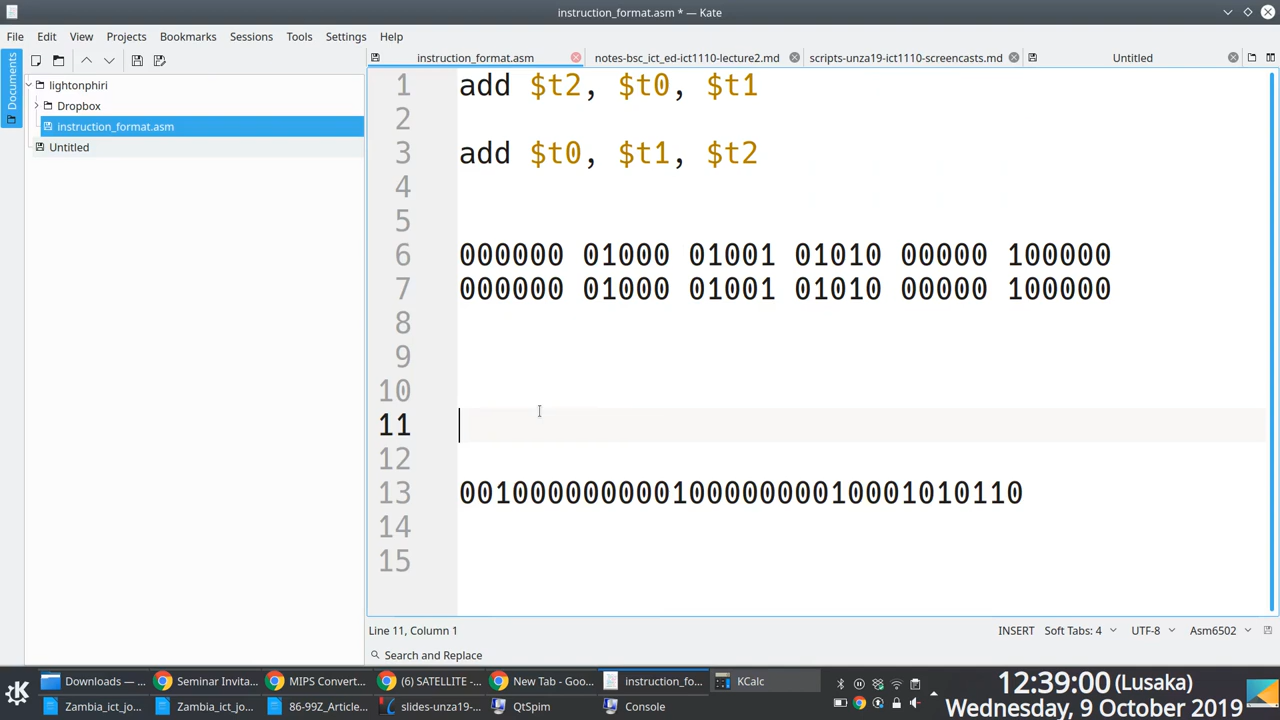 instruction_format.asm * — Kate
File Edit View Projects Bookmarks Sessions Tools Settings Help
Documents
instruction_format.asm notes-bsc_ict_ed-ict1110-lecture2.md scripts-unza19-ict1110-screencasts.md Untitled
lightonphiri
Dropbox
instruction_format.asm
Untitled
1 add $t2, $t0, $t1
2
3 add $t0, $t1, $t2
4
5
6 000000 01000 01001 01010 00000 100000
7 000000 01000 01001 01010 00000 100000
8
9
10
11
12
13 00100000000010000000010001010110
14
15
Line 11, Column 1 INSERT Soft Tabs: 4 UTF-8 Asm6502
Search and Replace
Downloads — ... Seminar Invita... MIPS Convert... (6) SATELLITE -... New Tab - Goo... instruction_fo... KCalc
Zambia_ict_jo... Zambia_ict_jo... 86-99Z_Article... slides-unza19-... QtSpim Console
12:39:00 (Lusaka)
Wednesday, 9 October 2019